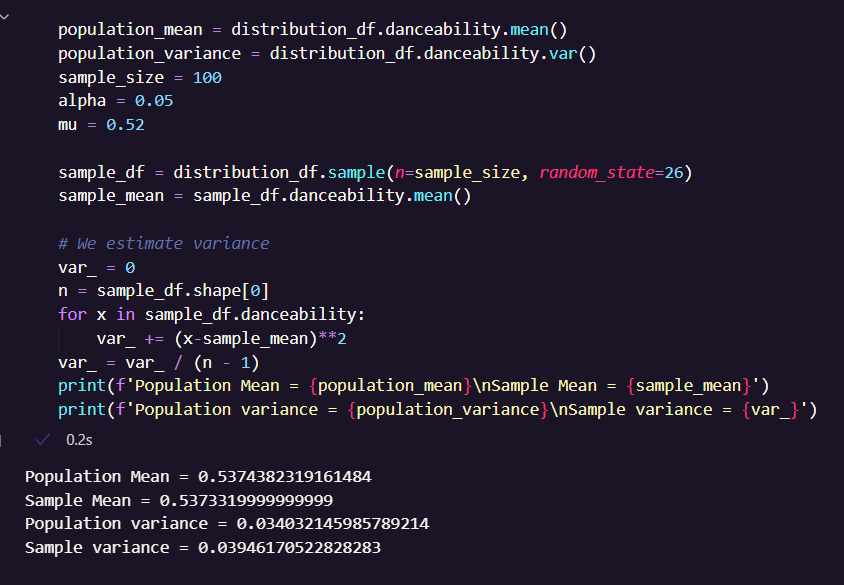 population_mean = distribution_df.danceability.mean()
population_variance = distribution_df.danceability.var()
sample_size = 100
alpha = 0.05
mu = 0.52
sample_df = distribution_df.sample(n=sample_size, random_state=26)
sample_mean = sample_df.danceability.mean()
# We estimate variance
var_ = 0
n = sample_df.shape[0]
for x in sample_df.danceability:
    var_ += (x-sample_mean)**2
var_ = var_ / (n - 1)
print(f'Population Mean = {population_mean}\nSample Mean = {sample_mean}')
print(f'Population variance = {population_variance}\nSample variance = {var_}')
0.2s
Population Mean = 0.5374382319161484
Sample Mean = 0.5373319999999999
Population variance = 0.034032145985789214
Sample variance = 0.03946170522828283